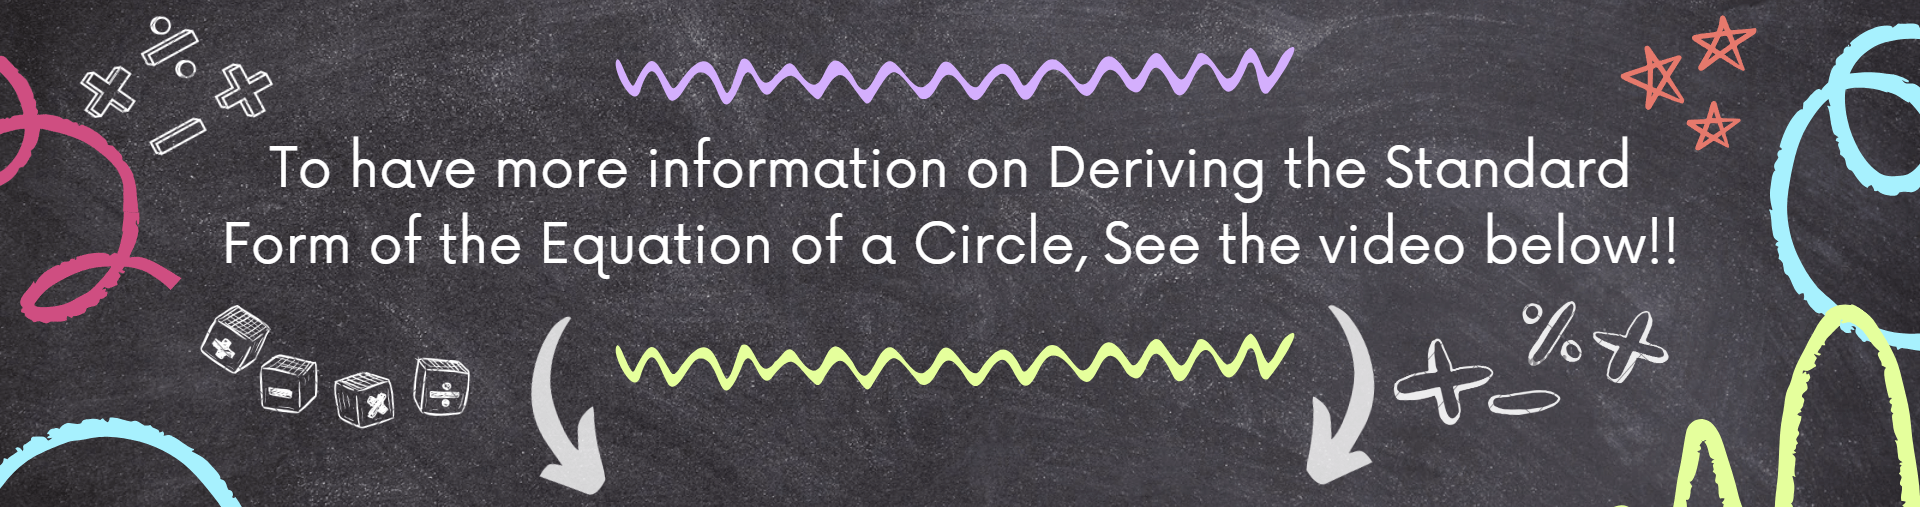 To have more information on Deriving the Standard
Form of the Equation of a Circle, See the video below!!